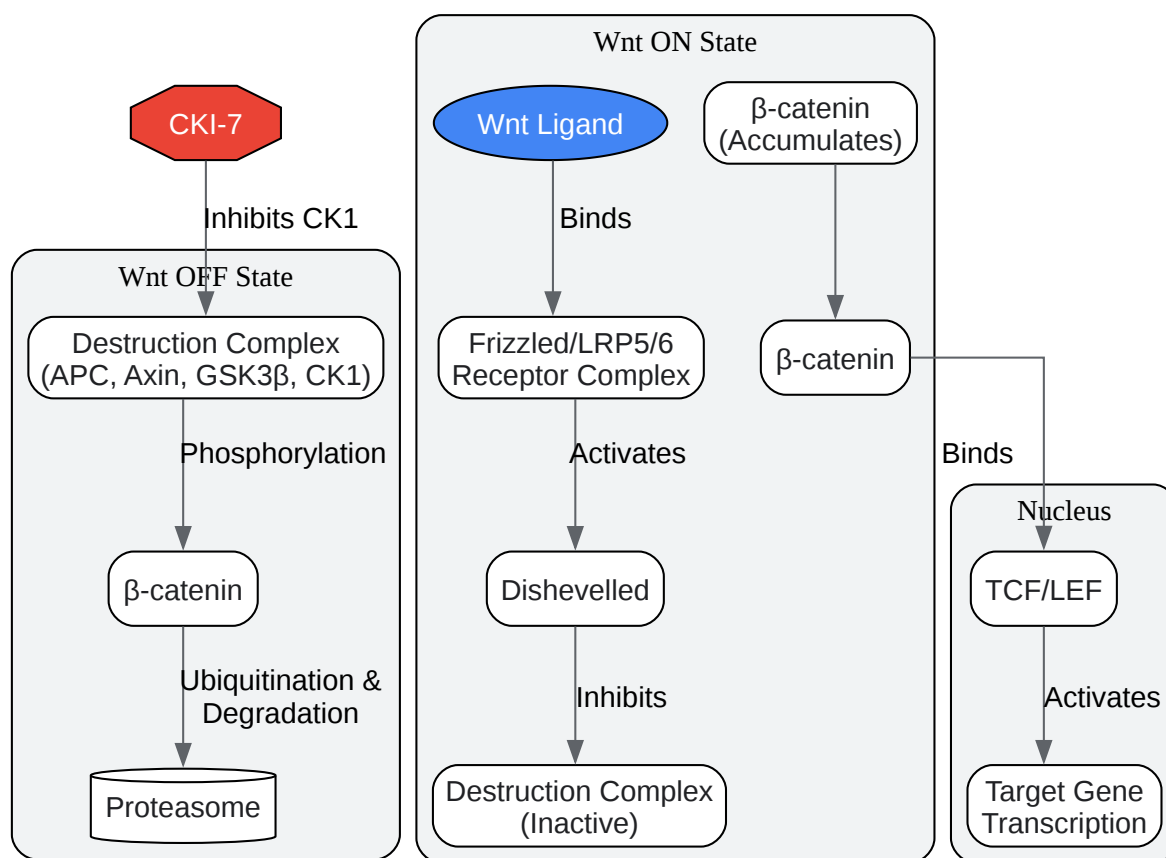 Wnt ON State
CKI-7
Wnt Ligand
β-catenin
(Accumulates)
Inhibits CK1
Binds
Wnt OFF State
Destruction Complex
(APC, Axin, GSK3β, CK1)
Frizzled/LRP5/6
Receptor Complex
β-catenin
Phosphorylation
Activates
Binds
Nucleus
β-catenin
Dishevelled
TCF/LEF
Ubiquitination &
Degradation
Inhibits
Activates
Proteasome
Destruction Complex
(Inactive)
Target Gene
Transcription